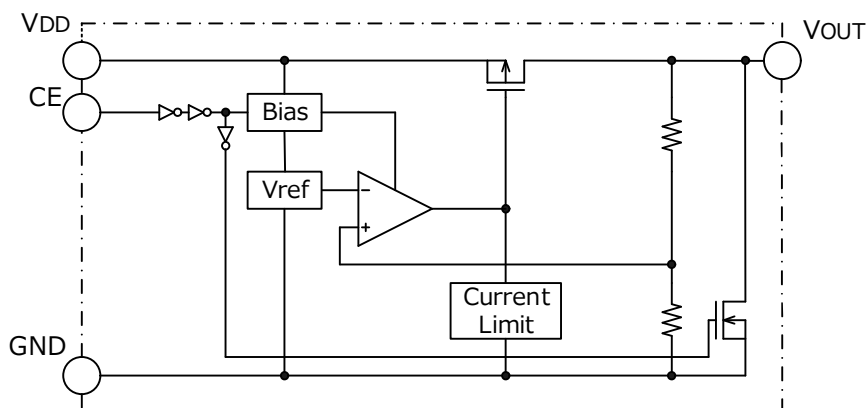 VDD
VOUT
CE
Bias
Vref
−
+
Current
Limit
GND